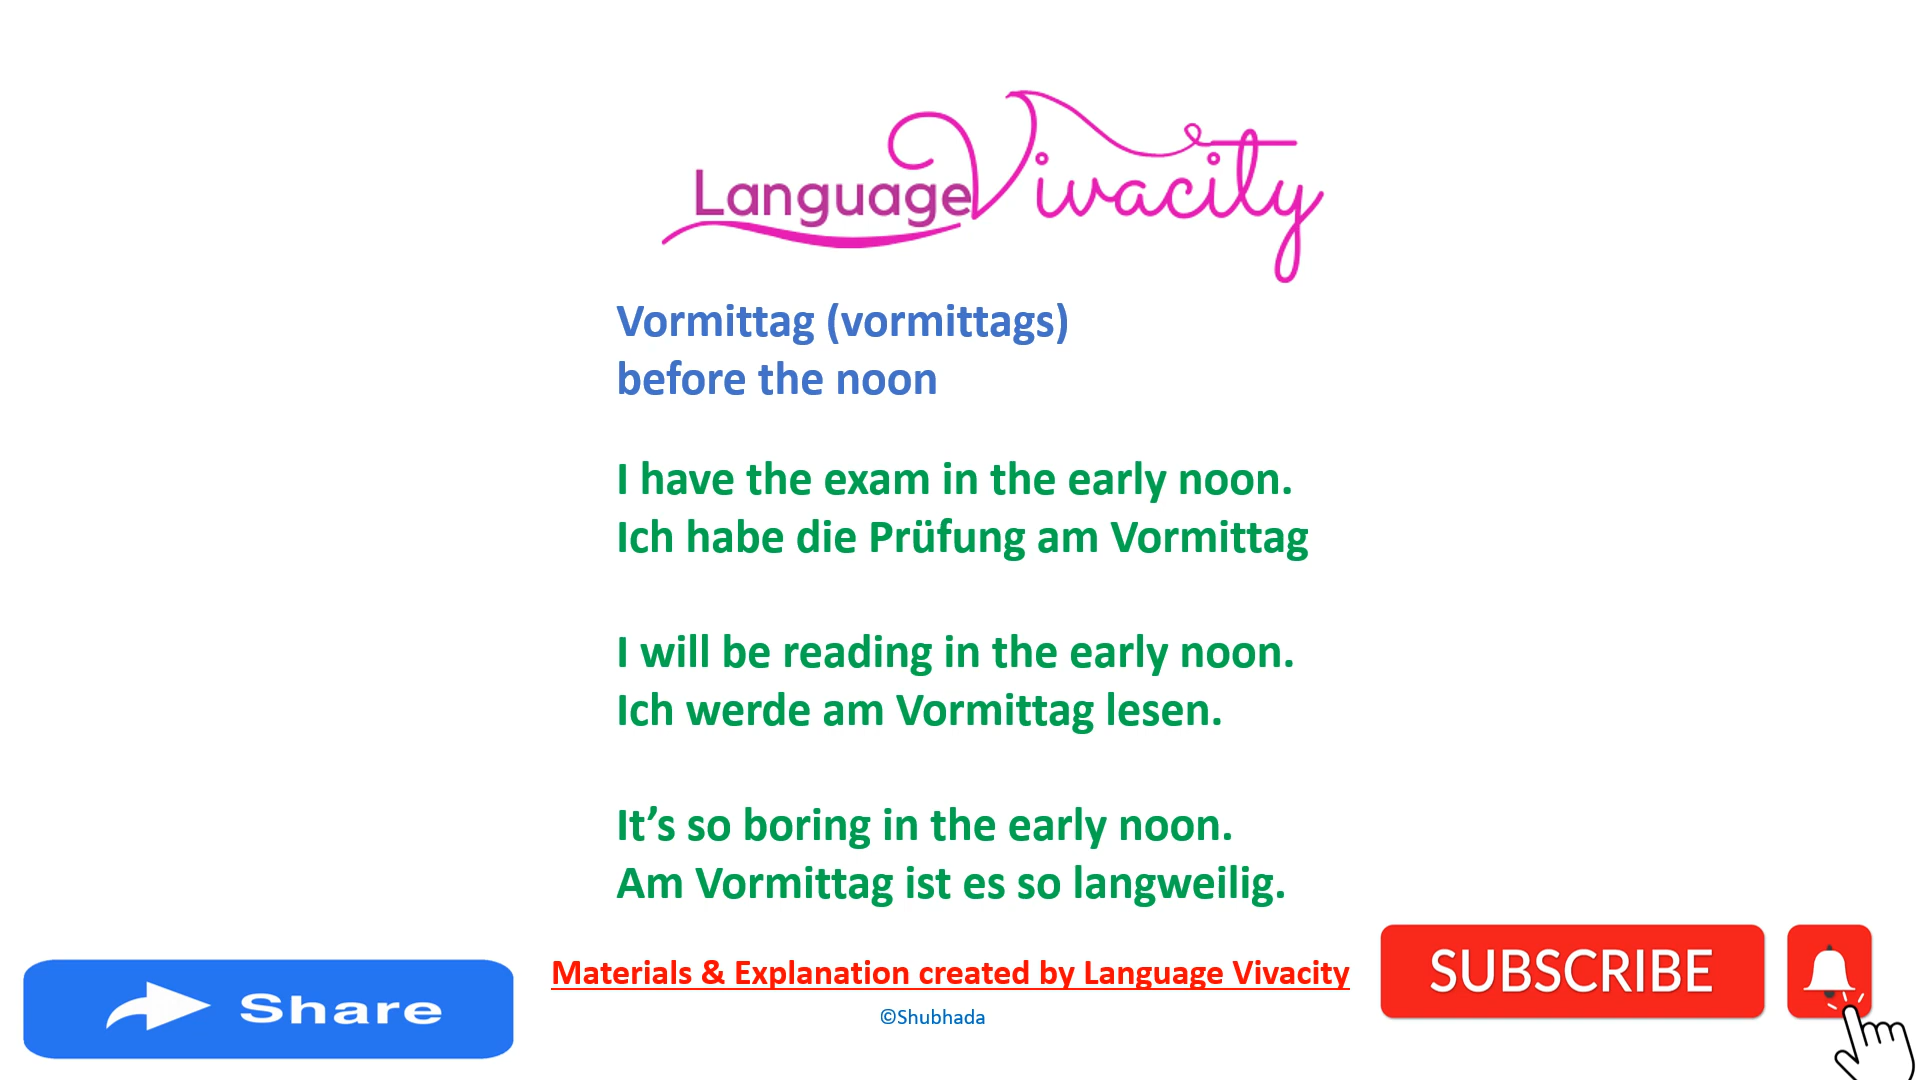 Language Vivacity
Vormittag (vormittags)
before the noon
I have the exam in the early noon.
Ich habe die Prüfung am Vormittag
I will be reading in the early noon.
Ich werde am Vormittag lesen.
It’s so boring in the early noon.
Am Vormittag ist es so langweilig.
Materials & Explanation created by Language Vivacity
©Shubhada
Share
SUBSCRIBE